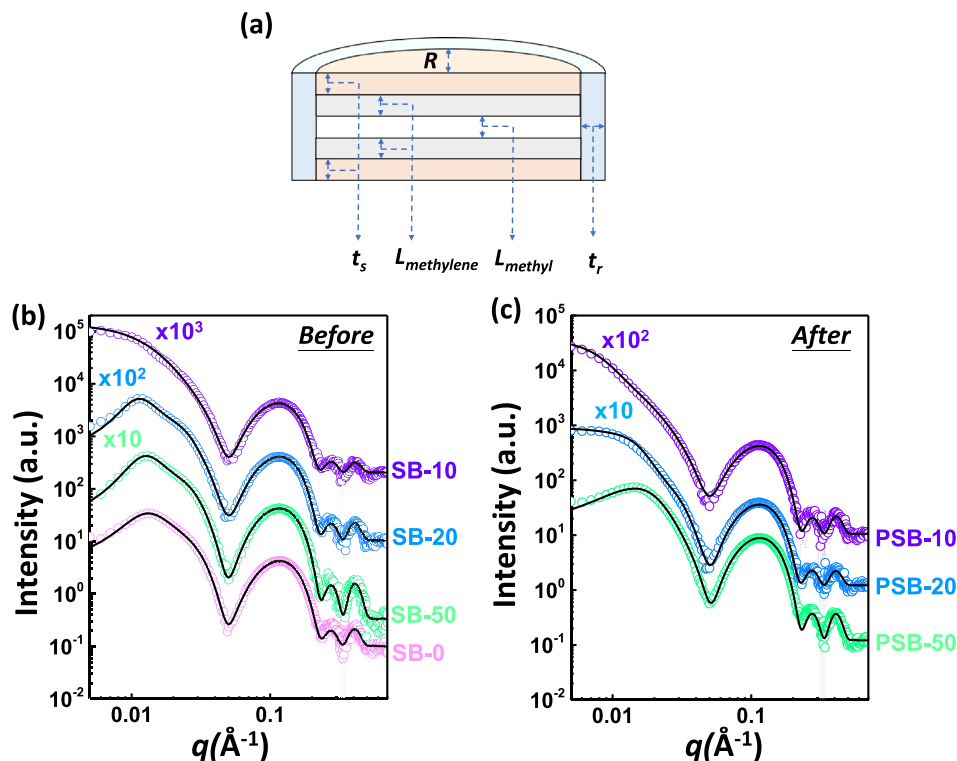 (a)
R
t_s L_methylene L_methyl t_r
(b)
Before
x10^3
x10^2
x10
SB-10
SB-20
SB-50
SB-0
10^5
10^4
10^3
10^2
10^1
10^0
10^-1
10^-2
Intensity (a.u.)
0.01 0.1
q(Å^-1)
(c)
After
x10^2
x10
PSB-10
PSB-20
PSB-50
10^5
10^4
10^3
10^2
10^1
10^0
10^-1
10^-2
Intensity (a.u.)
0.01 0.1
q(Å^-1)